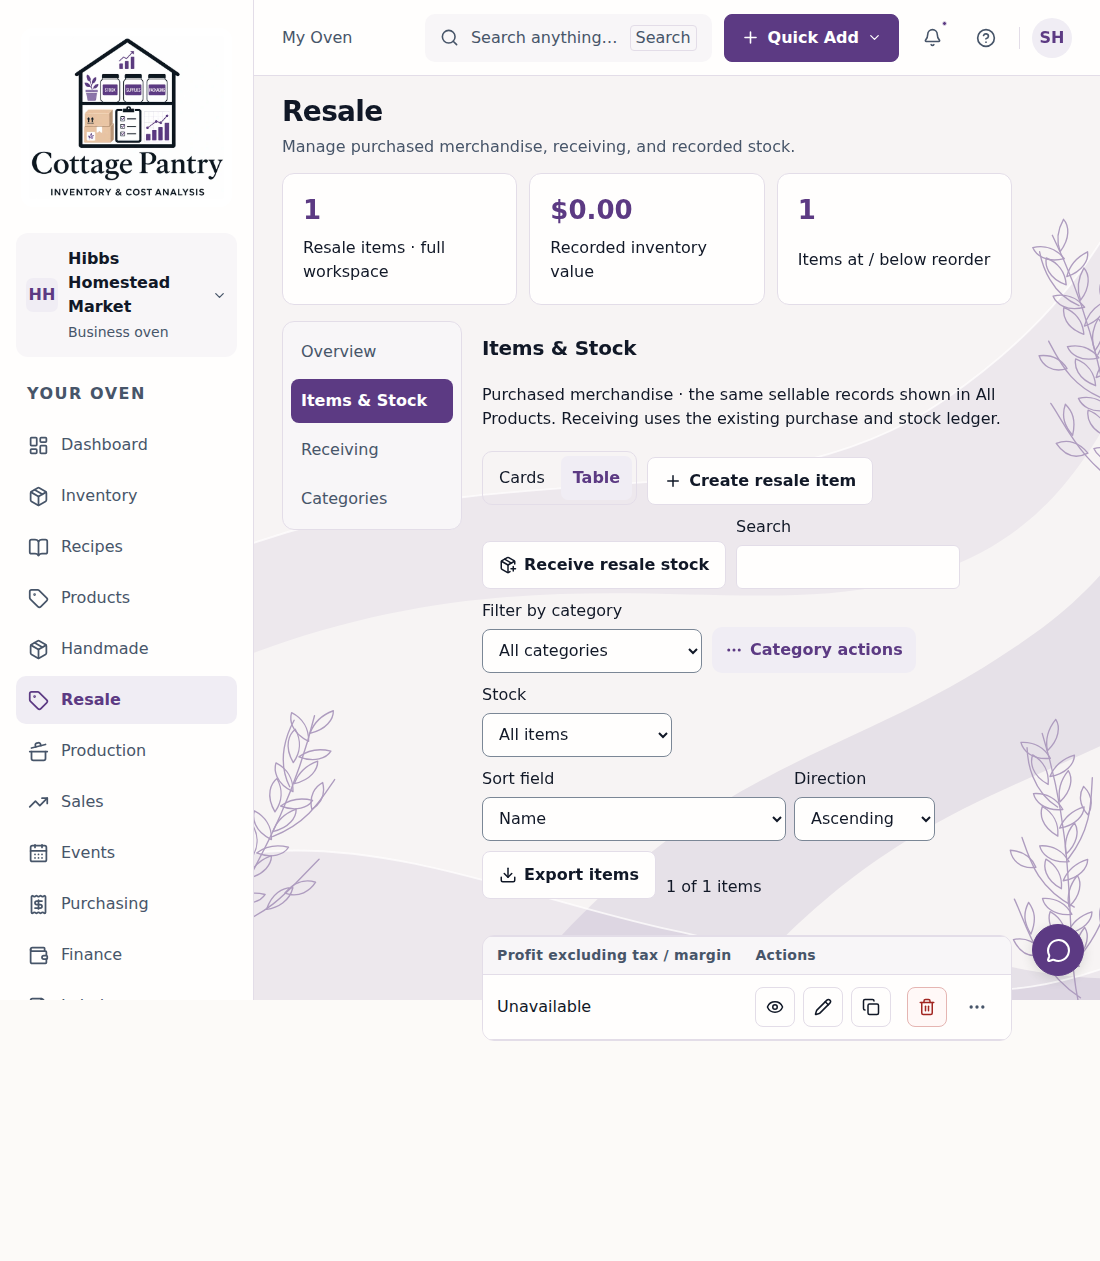 My Oven
Search anything...
Search
Quick Add
SH
STOCK
SUPPLIES
PACKAGING
Cottage Pantry
INVENTORY & COST ANALYSIS
HH
Hibbs
Homestead
Market
Business oven
YOUR OVEN
Dashboard
Inventory
Recipes
Products
Handmade
Resale
Production
Sales
Events
Purchasing
Finance
Resale
Manage purchased merchandise, receiving, and recorded stock.
1
Resale items · full
workspace
$0.00
Recorded inventory
value
1
Items at / below reorder
Overview
Items & Stock
Receiving
Categories
Items & Stock
Purchased merchandise · the same sellable records shown in All
Products. Receiving uses the existing purchase and stock ledger.
Cards
Table
Create resale item
Receive resale stock
Search
Filter by category
All categories
Category actions
Stock
All items
Sort field
Direction
Name
Ascending
Export items
1 of 1 items
Profit excluding tax / margin
Actions
Unavailable